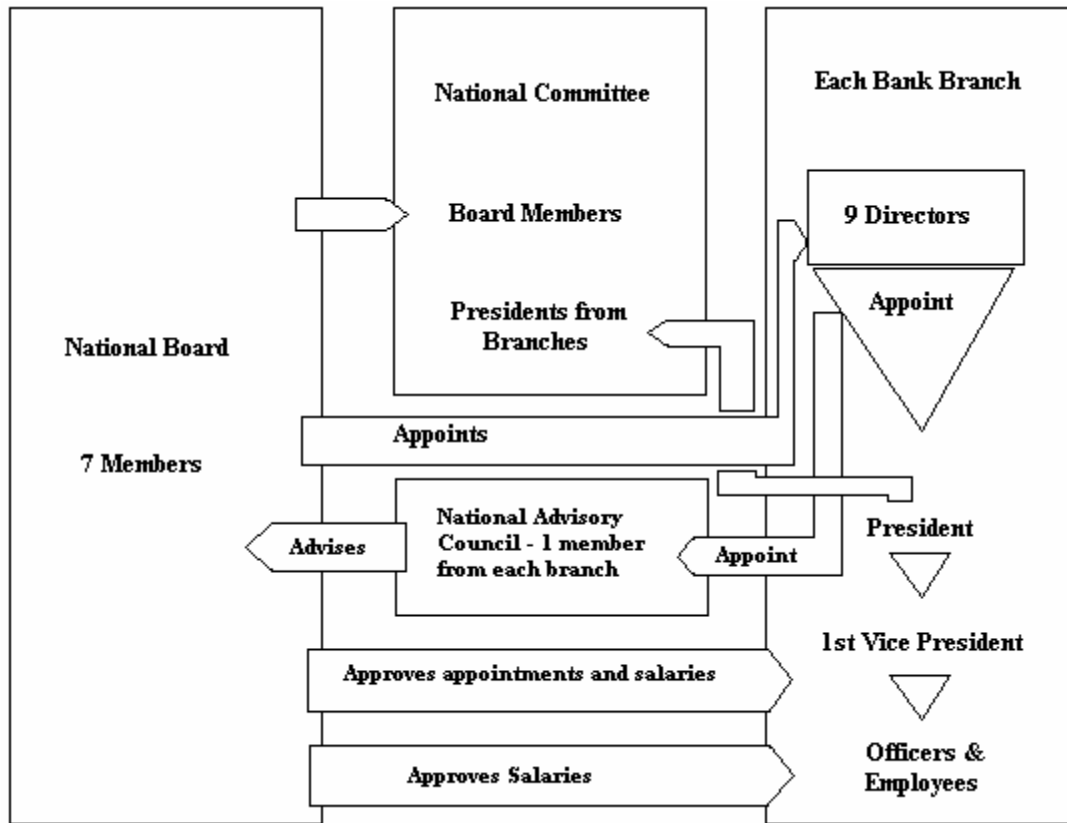 National Board
7 Members
National Committee
Board Members
Presidents from
Branches
Appoints
National Advisory
Council - 1 member
from each branch
Advises
Appoint
Approves appointments and salaries
Approves Salaries
Each Bank Branch
9 Directors
Appoint
President
1st Vice President
Officers &
Employees